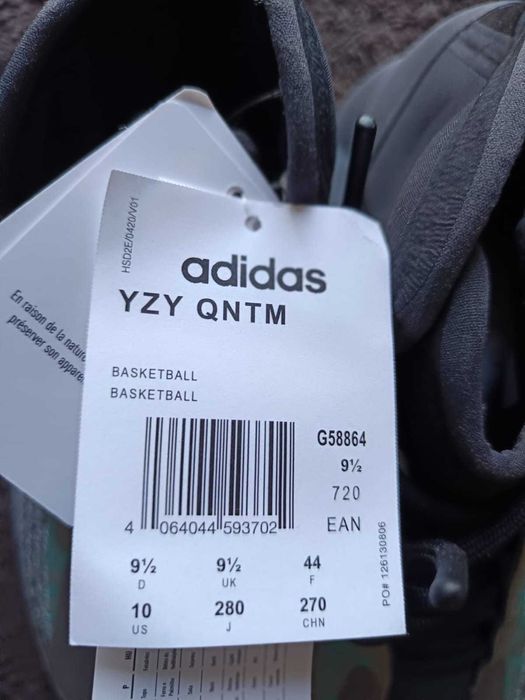 HSD2E/0420/V01
adidas
YZY QNTM
BASKETBALL
BASKETBALL
G58864
9½
720
EAN
4 064044 593702
9½ 9½ 44
D UK F
10 280 270
US J CHN
PO# 126130806
En raison de la nature
préserver son appare
P HU